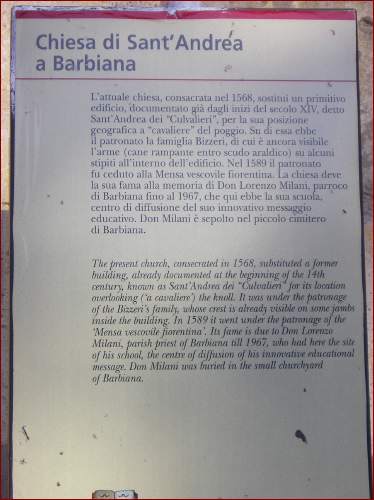 Chiesa di Sant'Andrea
a Barbiana
L'attuale chiesa, consacrata nel 1568, sostituì un primitivo
edificio, documentato già dagli inizi del secolo XIV, detto
Sant'Andrea dei "Culvalieri", per la sua posizione
geografica a "cavaliere" del poggio. Su di essa ebbe
il patronato la famiglia Bizzeri, di cui è ancora visibile
l'arme (cane rampante entro scudo araldico) su alcuni
stipiti all'interno dell'edificio. Nel 1589 il patronato
fu ceduto alla Mensa vescovile fiorentina. La chiesa deve
la sua fama alla memoria di Don Lorenzo Milani, parroco
di Barbiana fino al 1967, che qui ebbe la sua scuola,
centro di diffusione del suo innovativo messaggio
educativo. Don Milani è sepolto nel piccolo cimitero
di Barbiana.
The present church, consecrated in 1568, substituted a former
building, already documented at the beginning of the 14th
century, known as Sant'Andrea dei "Culvalieri" for its location
overlooking ('a cavaliere') the knoll. It was under the patronage
of the Bizzeri's family, whose crest is already visible on some jambs
inside the building. In 1589 it went under the patronage of the
'Mensa vescovile fiorentina'. Its fame is due to Don Lorenzo
Milani, parish priest of Barbiana till 1967, who had here the site
of his school, the centre of diffusion of his innovative educational
message. Don Milani was buried in the small churchyard
of Barbiana.